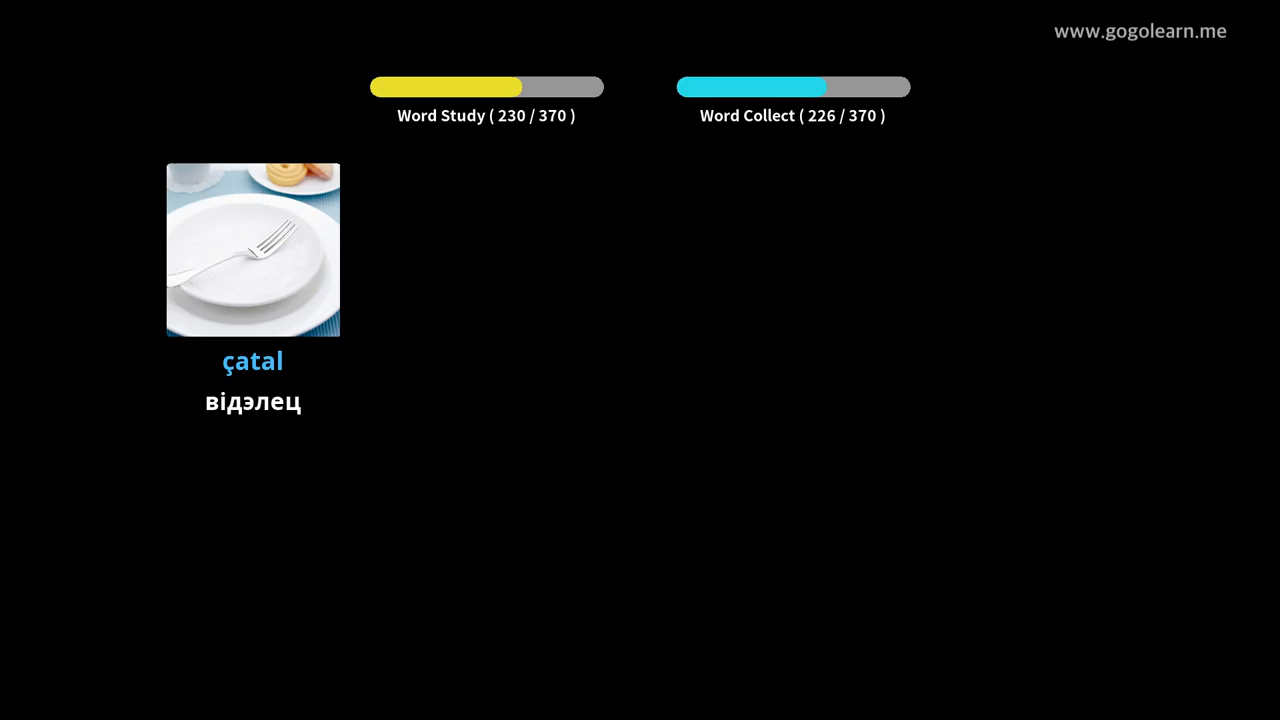 www.gogolearn.me
Word Study ( 230 / 370 )
Word Collect ( 226 / 370 )
çatal
відэлец